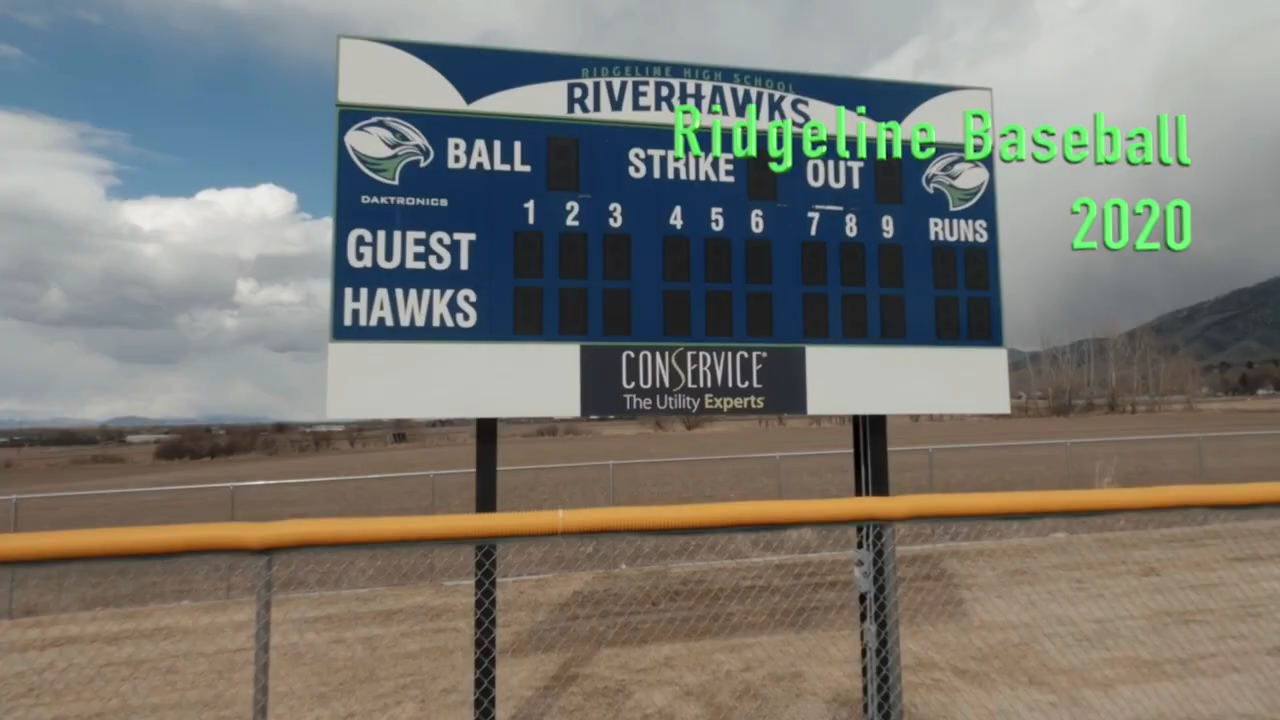 RIDGELINE HIGH SCHOOL
RIVERHAWKS
Ridgeline Baseball
2020
BALL STRIKE OUT
DAKTRONICS
1 2 3 4 5 6 7 8 9 RUNS
GUEST
HAWKS
CONSERVICE®
The Utility Experts